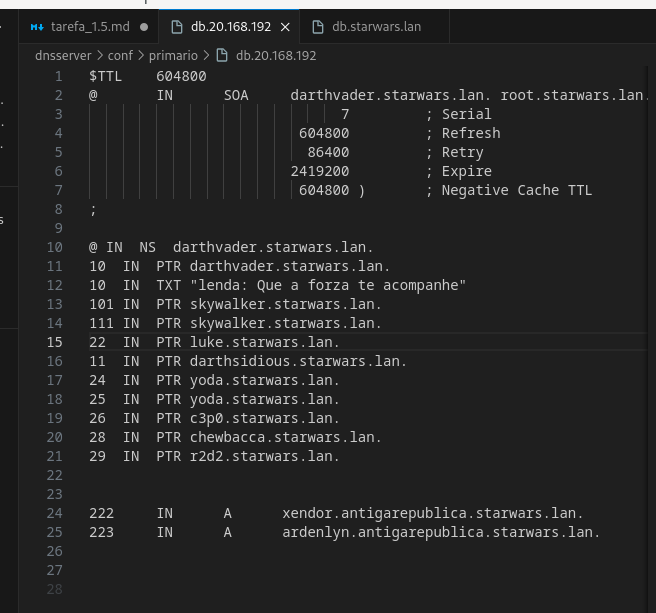 tarefa_1.5.md
db.20.168.192
db.starwars.lan
dnsserver > conf > primario > db.20.168.192
1 $TTL 604800
2 @ IN SOA darthvader.starwars.lan. root.starwars.lan.
3 7 ; Serial
4 604800 ; Refresh
5 86400 ; Retry
6 2419200 ; Expire
7 604800 ) ; Negative Cache TTL
8 ;
9
10 @ IN NS darthvader.starwars.lan.
11 10 IN PTR darthvader.starwars.lan.
12 10 IN TXT "lenda: Que a forza te acompanhe"
13 101 IN PTR skywalker.starwars.lan.
14 111 IN PTR skywalker.starwars.lan.
15 22 IN PTR luke.starwars.lan.
16 11 IN PTR darthsidious.starwars.lan.
17 24 IN PTR yoda.starwars.lan.
18 25 IN PTR yoda.starwars.lan.
19 26 IN PTR c3p0.starwars.lan.
20 28 IN PTR chewbacca.starwars.lan.
21 29 IN PTR r2d2.starwars.lan.
22
23
24 222 IN A xendor.antigarepublica.starwars.lan.
25 223 IN A ardenlyn.antigarepublica.starwars.lan.
26
27
28